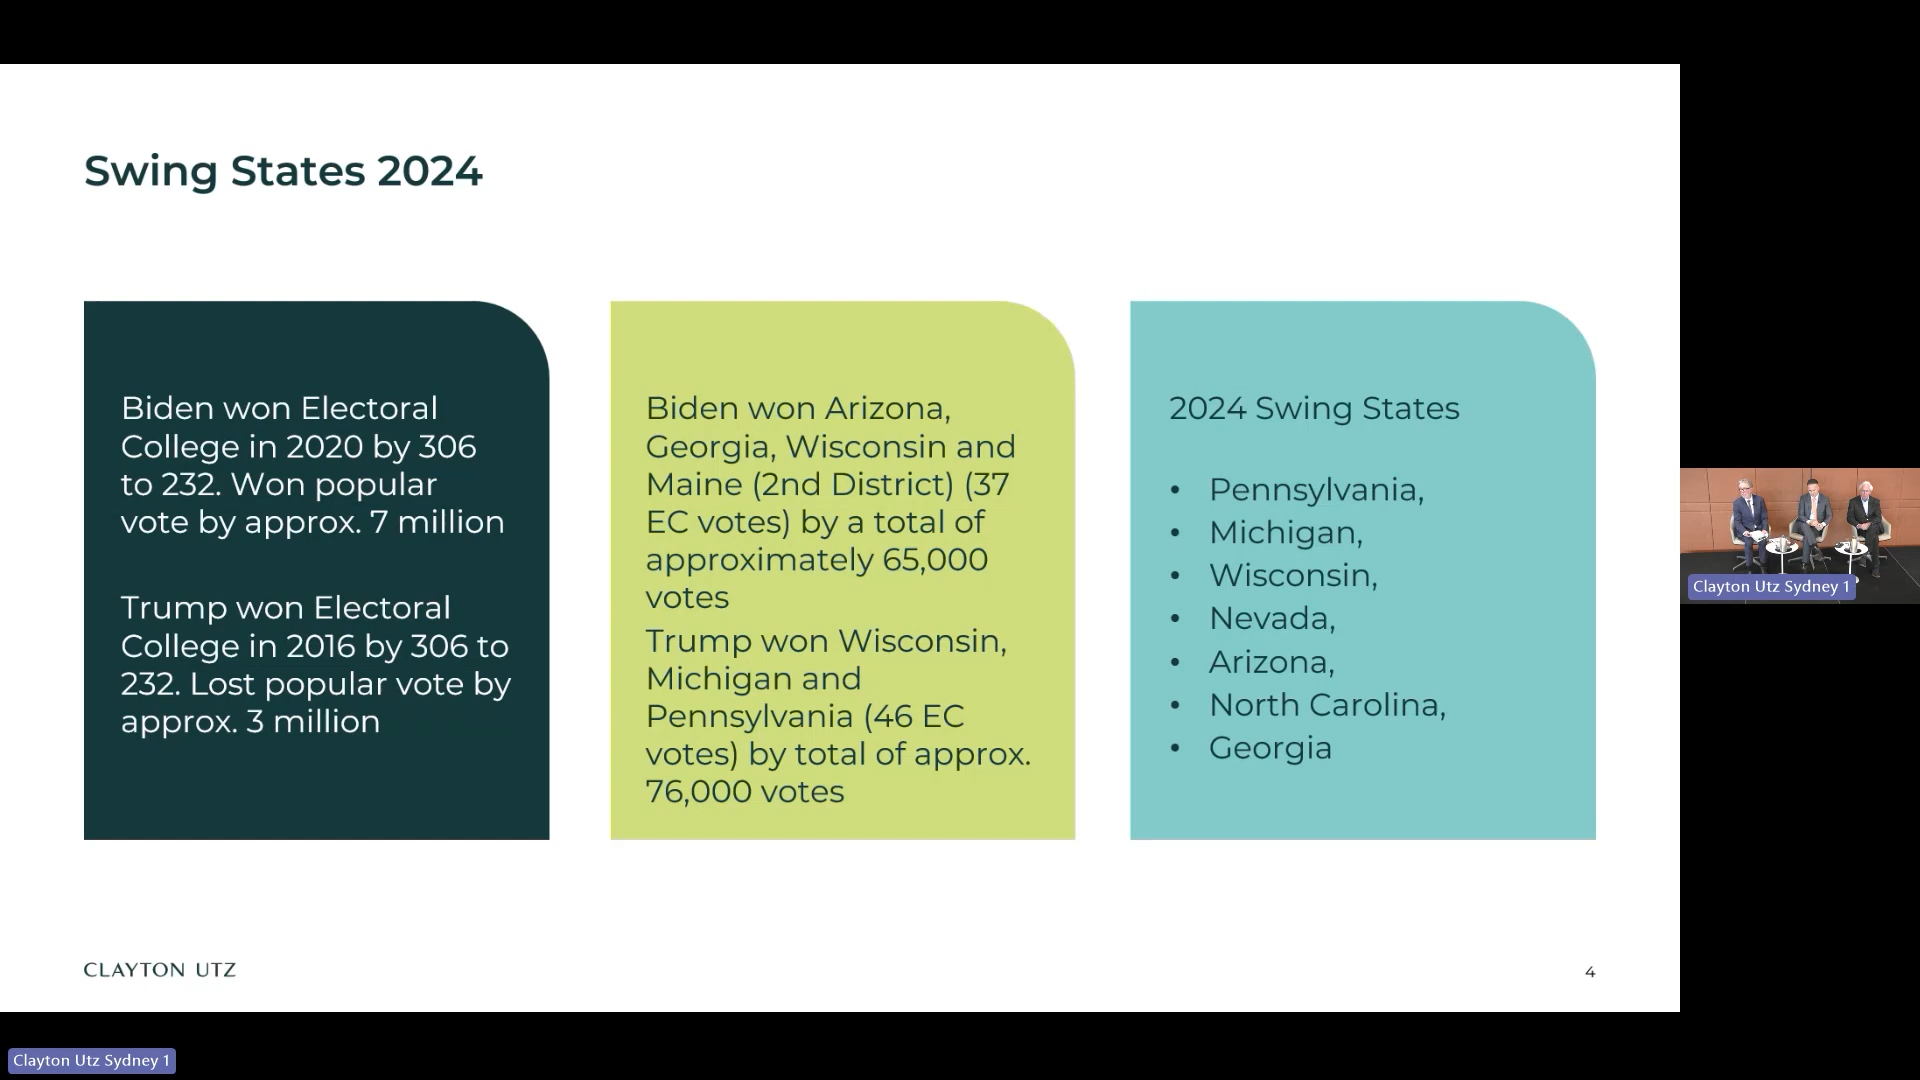 Swing States 2024
Biden won Electoral
College in 2020 by 306
to 232. Won popular
vote by approx. 7 million
Trump won Electoral
College in 2016 by 306 to
232. Lost popular vote by
approx. 3 million
Biden won Arizona,
Georgia, Wisconsin and
Maine (2nd District) (37
EC votes) by a total of
approximately 65,000
votes
Trump won Wisconsin,
Michigan and
Pennsylvania (46 EC
votes) by total of approx.
76,000 votes
2024 Swing States
• Pennsylvania,
• Michigan,
• Wisconsin,
• Nevada,
• Arizona,
• North Carolina,
• Georgia
CLAYTON UTZ
4
Clayton Utz Sydney 1
Clayton Utz Sydney 1